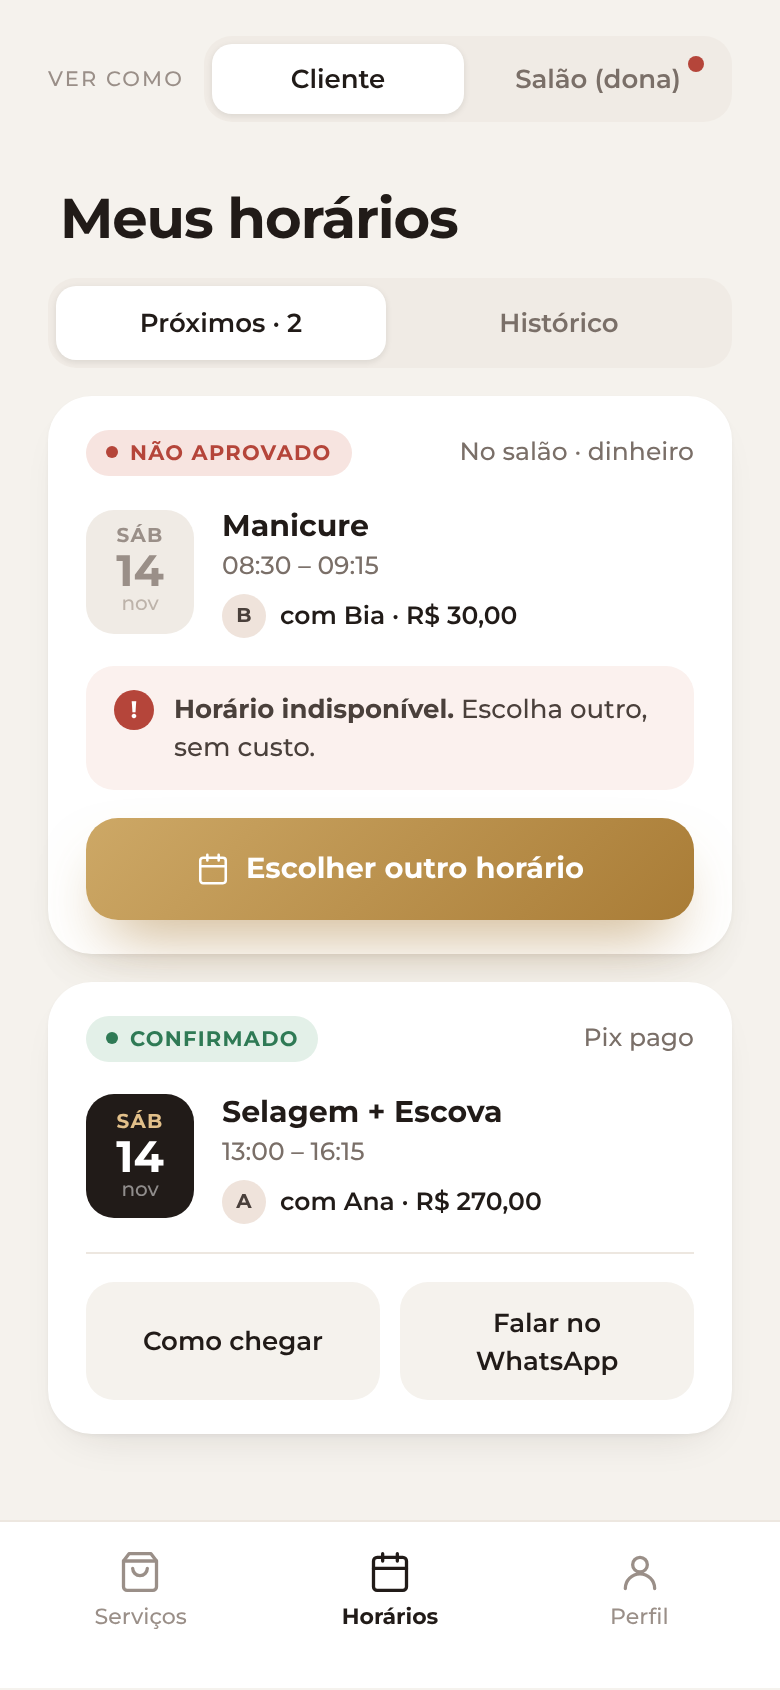 VER COMO
Cliente
Salão (dona)
Meus horários
Próximos · 2
Histórico
NÃO APROVADO
No salão · dinheiro
SÁB
14
nov
Manicure
08:30 – 09:15
B
com Bia · R$ 30,00
!
Horário indisponível. Escolha outro,
sem custo.
Escolher outro horário
CONFIRMADO
Pix pago
SÁB
14
nov
Selagem + Escova
13:00 – 16:15
A
com Ana · R$ 270,00
Como chegar
Falar no
WhatsApp
Serviços
Horários
Perfil